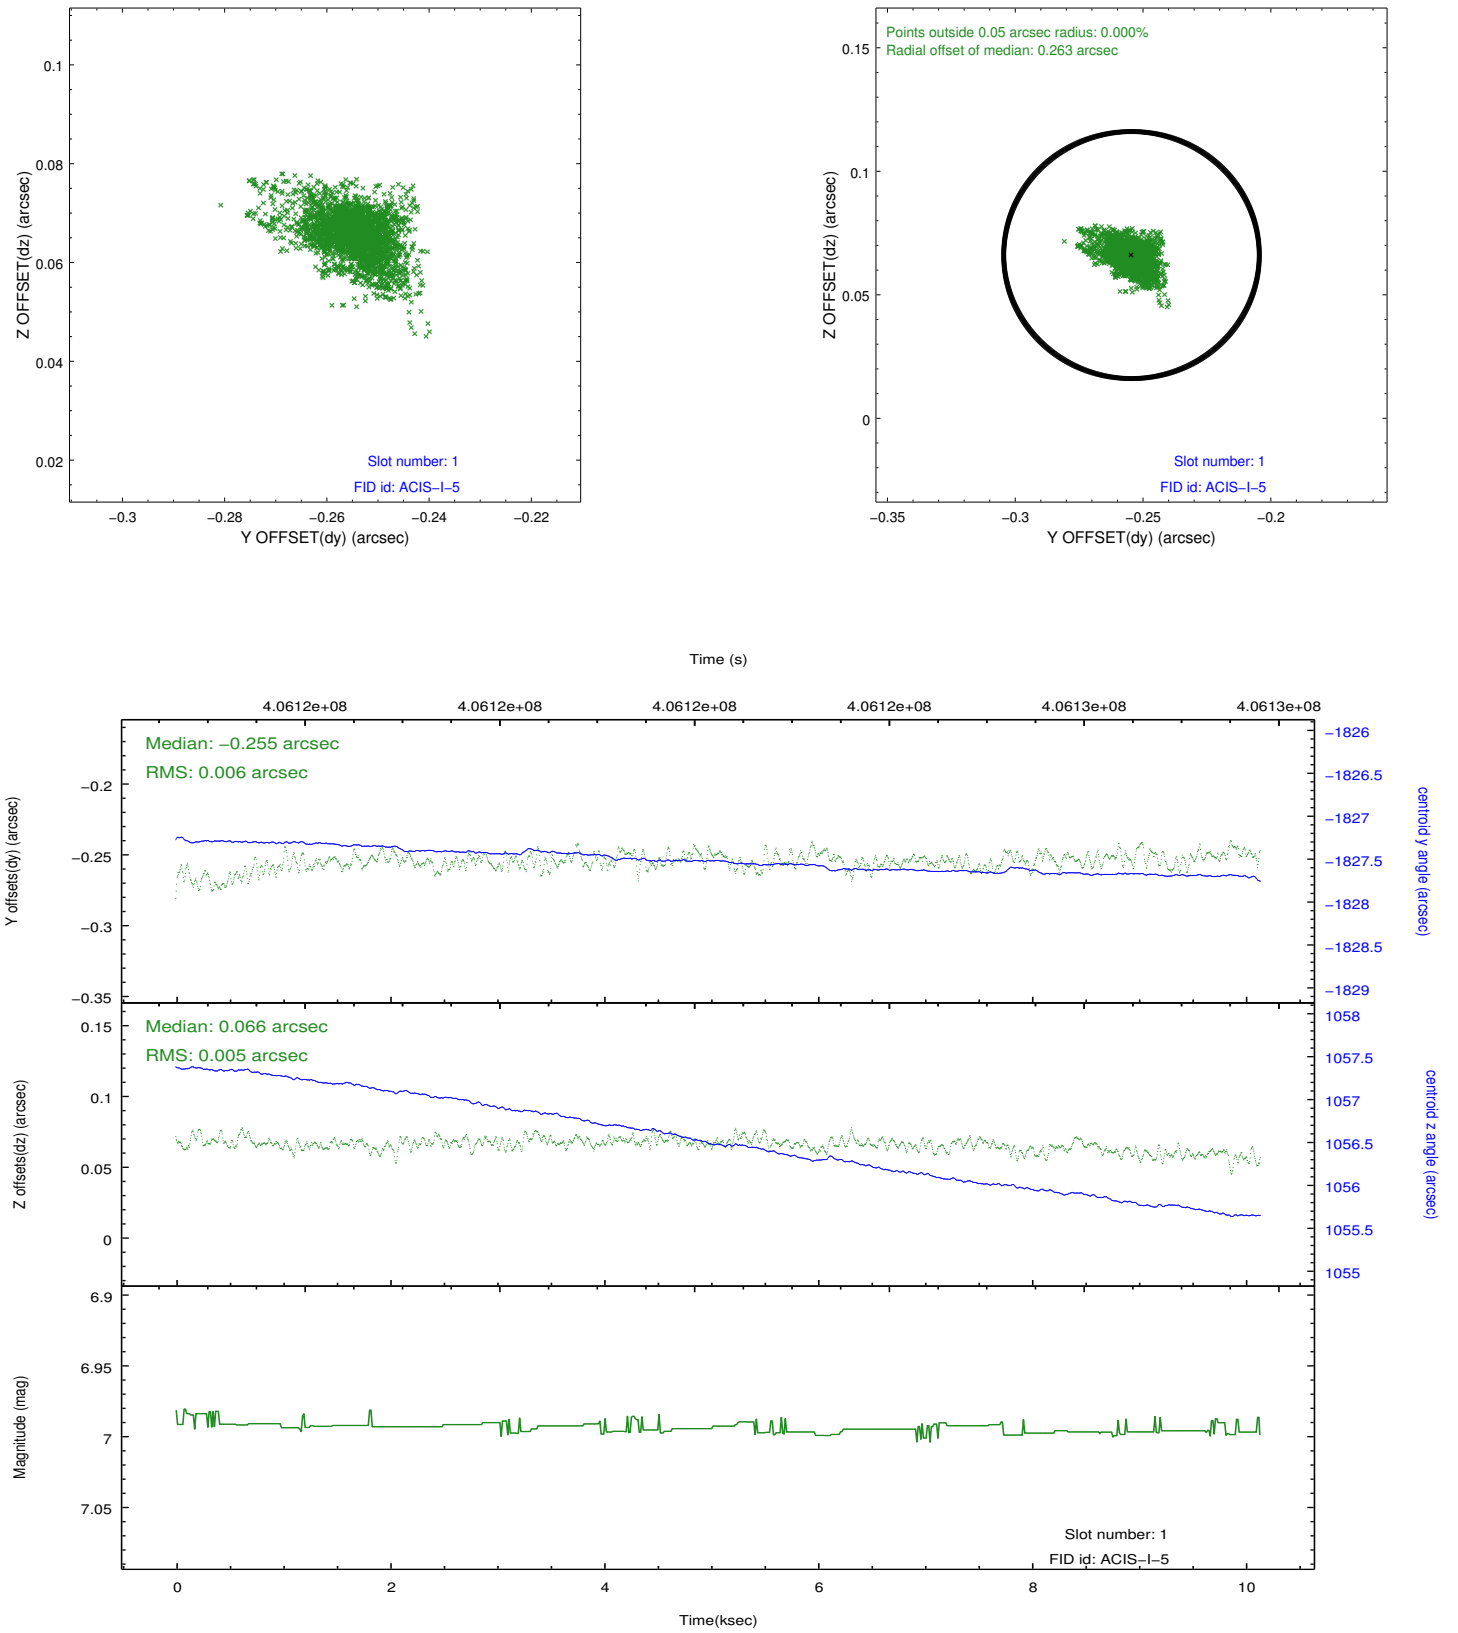 Points outside 0.05 arcsec radius: 0.000%
Radial offset of median: 0.263 arcsec
0.1
0.08
0.06
0.04
0.02
Z OFFSET(dz) (arcsec)
Slot number: 1
FID id: ACIS−I−5
−0.3 −0.28 −0.26 −0.24 −0.22
Y OFFSET(dy) (arcsec)
0.15
0.1
0.05
0
Z OFFSET(dz) (arcsec)
Slot number: 1
FID id: ACIS−I−5
−0.35 −0.3 −0.25 −0.2
Y OFFSET(dy) (arcsec)
Time (s)
4.0612e+08 4.0612e+08 4.0612e+08 4.0612e+08 4.0613e+08 4.0613e+08
Median: −0.255 arcsec
RMS: 0.006 arcsec
−0.2
−0.25
−0.3
−0.35
Y offsets(dy) (arcsec)
−1826
−1826.5
−1827
−1827.5
−1828
−1828.5
−1829
centroid y angle (arcsec)
Median: 0.066 arcsec
RMS: 0.005 arcsec
0.15
0.1
0.05
0
Z offsets(dz) (arcsec)
1058
1057.5
1057
1056.5
1056
1055.5
1055
centroid z angle (arcsec)
6.9
6.95
7
7.05
Magnitude (mag)
Slot number: 1
FID id: ACIS−I−5
0 2 4 6 8 10
Time(ksec)